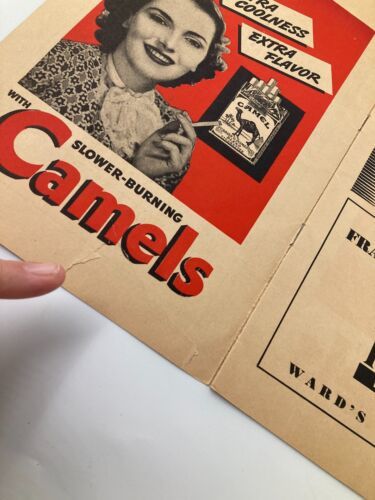 COOLNESS
EXTRA
FLAVOR
CAMEL
WITH
SLOWER-BURNING
Camels
WARD'S